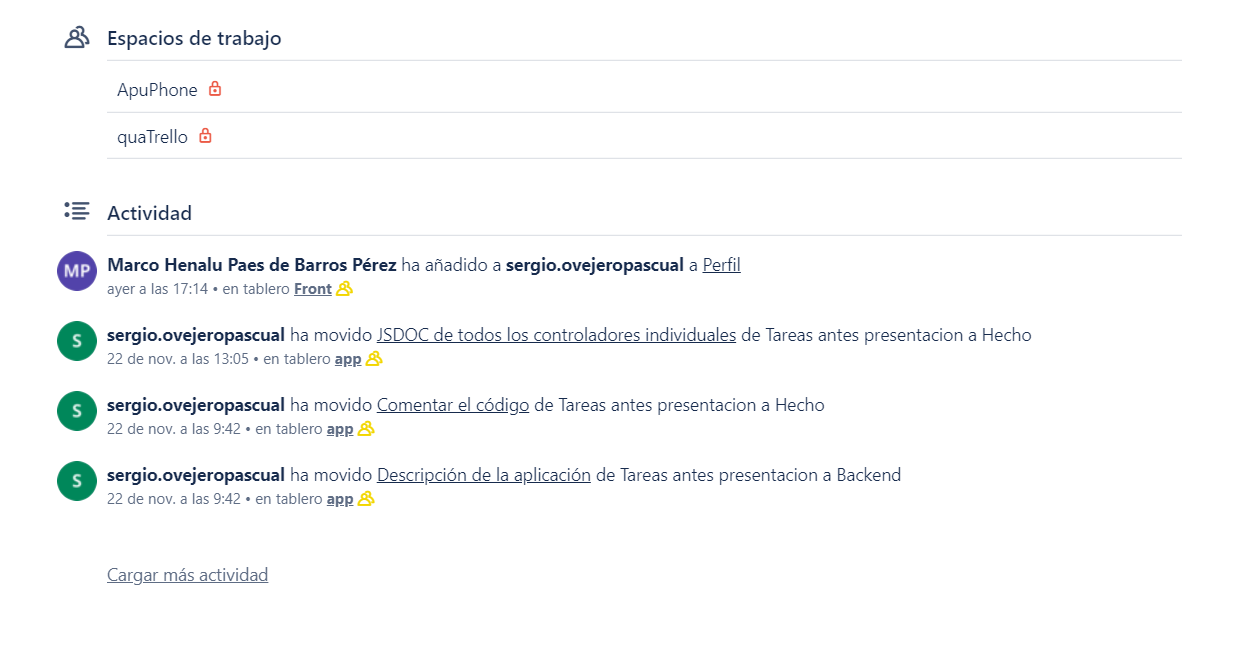 Espacios de trabajo
ApuPhone
quaTrello
Actividad
MP
Marco Henalu Paes de Barros Pérez ha añadido a sergio.ovejeropascual a Perfil
ayer a las 17:14 • en tablero Front
S
sergio.ovejeropascual ha movido JSDOC de todos los controladores individuales de Tareas antes presentacion a Hecho
22 de nov. a las 13:05 • en tablero app
S
sergio.ovejeropascual ha movido Comentar el código de Tareas antes presentacion a Hecho
22 de nov. a las 9:42 • en tablero app
S
sergio.ovejeropascual ha movido Descripción de la aplicación de Tareas antes presentacion a Backend
22 de nov. a las 9:42 • en tablero app
Cargar más actividad